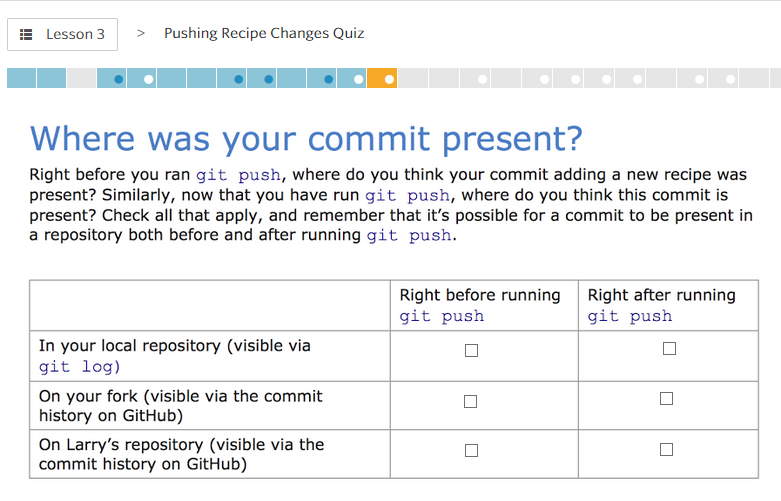 Lesson 3 > Pushing Recipe Changes Quiz
Where was your commit present?
Right before you ran git push, where do you think your commit adding a new recipe was
present? Similarly, now that you have run git push, where do you think this commit is
present? Check all that apply, and remember that it’s possible for a commit to be present in
a repository both before and after running git push.
Right before running
git push
Right after running
git push
In your local repository (visible via
git log)
On your fork (visible via the commit
history on GitHub)
On Larry’s repository (visible via the
commit history on GitHub)